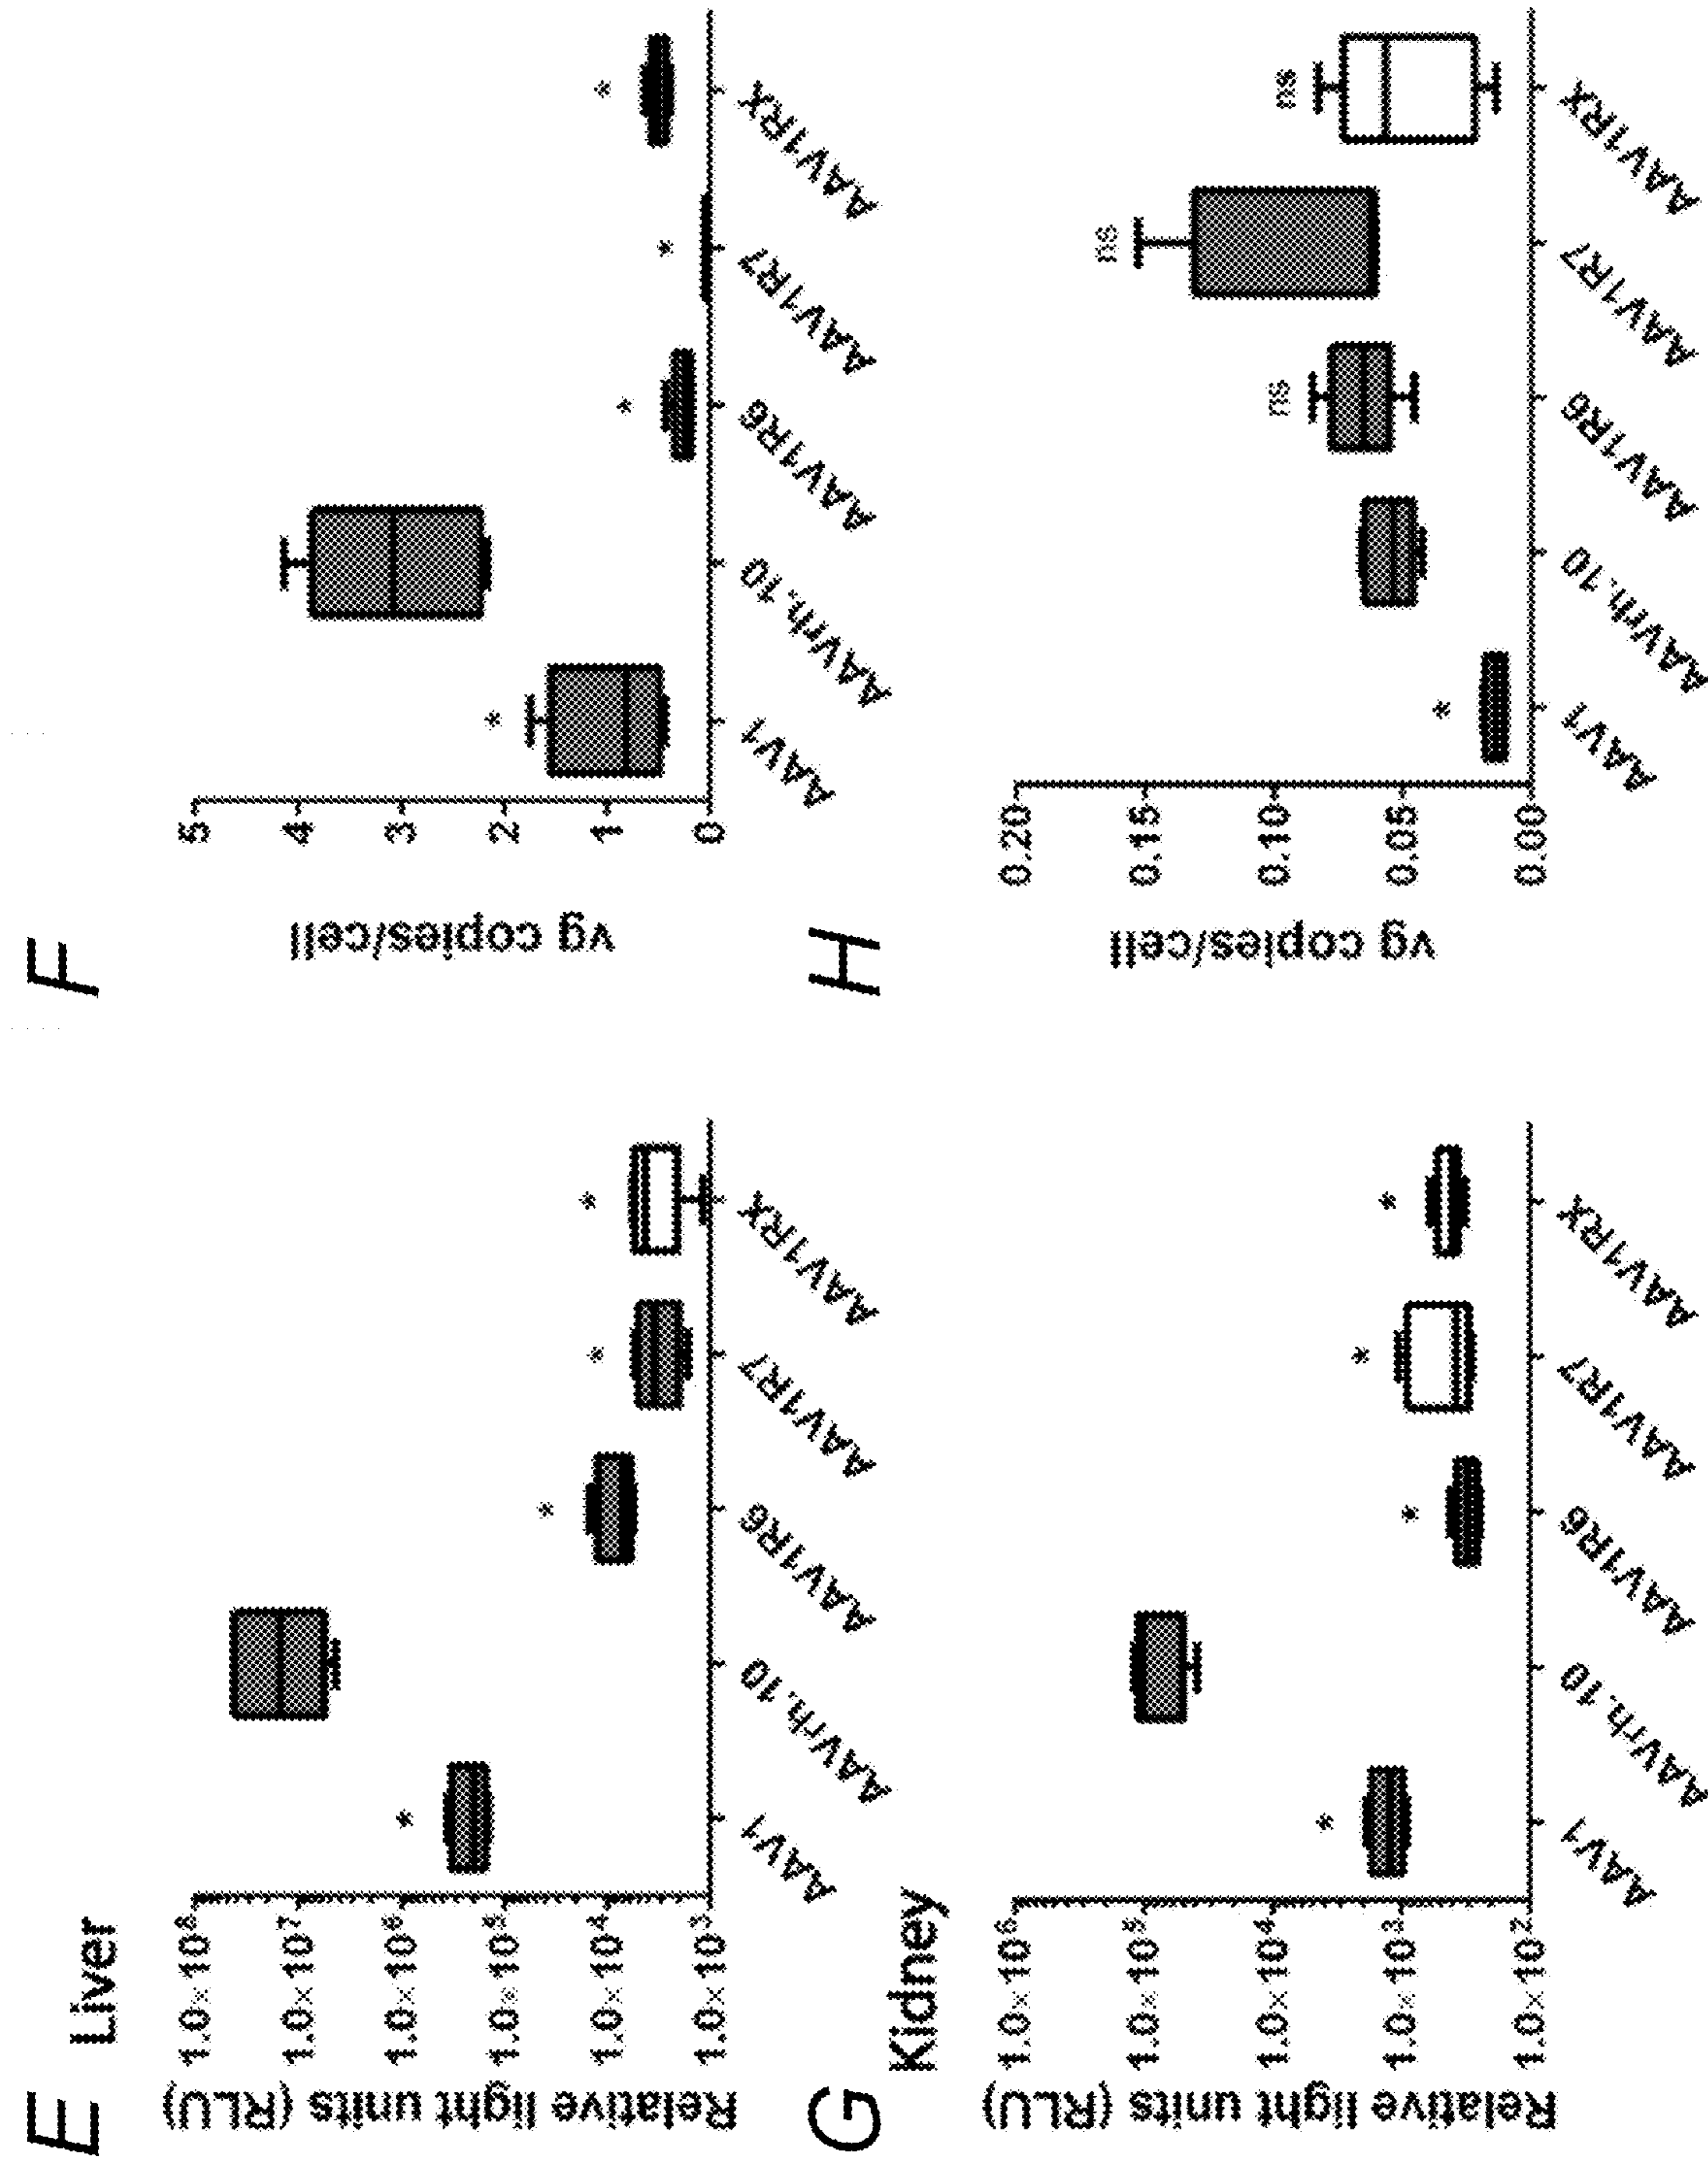 E Liver
Relative light units (RLU)
1.0×10⁸
1.0×10⁷
1.0×10⁶
1.0×10⁵
1.0×10⁴
1.0×10³
* * * *
AAV1 AAVrh.10 AAV1R6 AAV1R7 AAV1RX
F
vg copies/cell
5
4
3
2
1
0
* * * *
AAV1 AAVrh.10 AAV1R6 AAV1R7 AAV1RX
G Kidney
Relative light units (RLU)
1.0×10⁶
1.0×10⁵
1.0×10⁴
1.0×10³
1.0×10²
* * * *
AAV1 AAVrh.10 AAV1R6 AAV1R7 AAV1RX
H
vg copies/cell
0.20
0.15
0.10
0.05
0.00
* ns ns ns
AAV1 AAVrh.10 AAV1R6 AAV1R7 AAV1RX